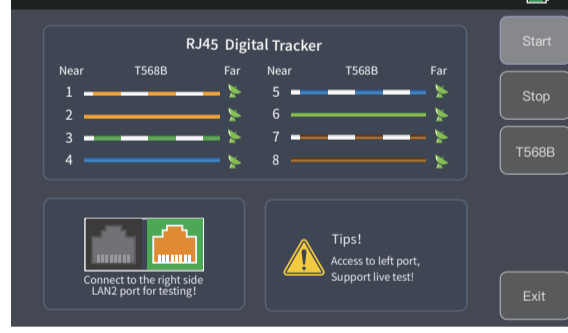 RJ45 Digital Tracker
Near T568B Far Near T568B Far
1 5
2 6
3 7
4 8
Connect to the right side
LAN2 port for testing!
Tips!
Access to left port,
Support live test!
Start
Stop
T568B
Exit